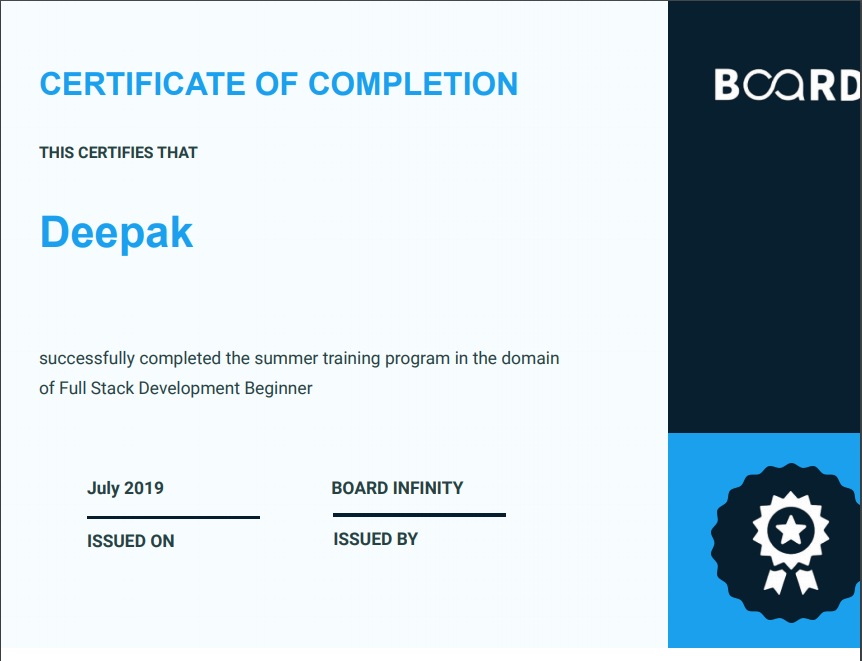 CERTIFICATE OF COMPLETION
BOARD
THIS CERTIFIES THAT
Deepak
successfully completed the summer training program in the domain
of Full Stack Development Beginner
July 2019
BOARD INFINITY
ISSUED ON
ISSUED BY